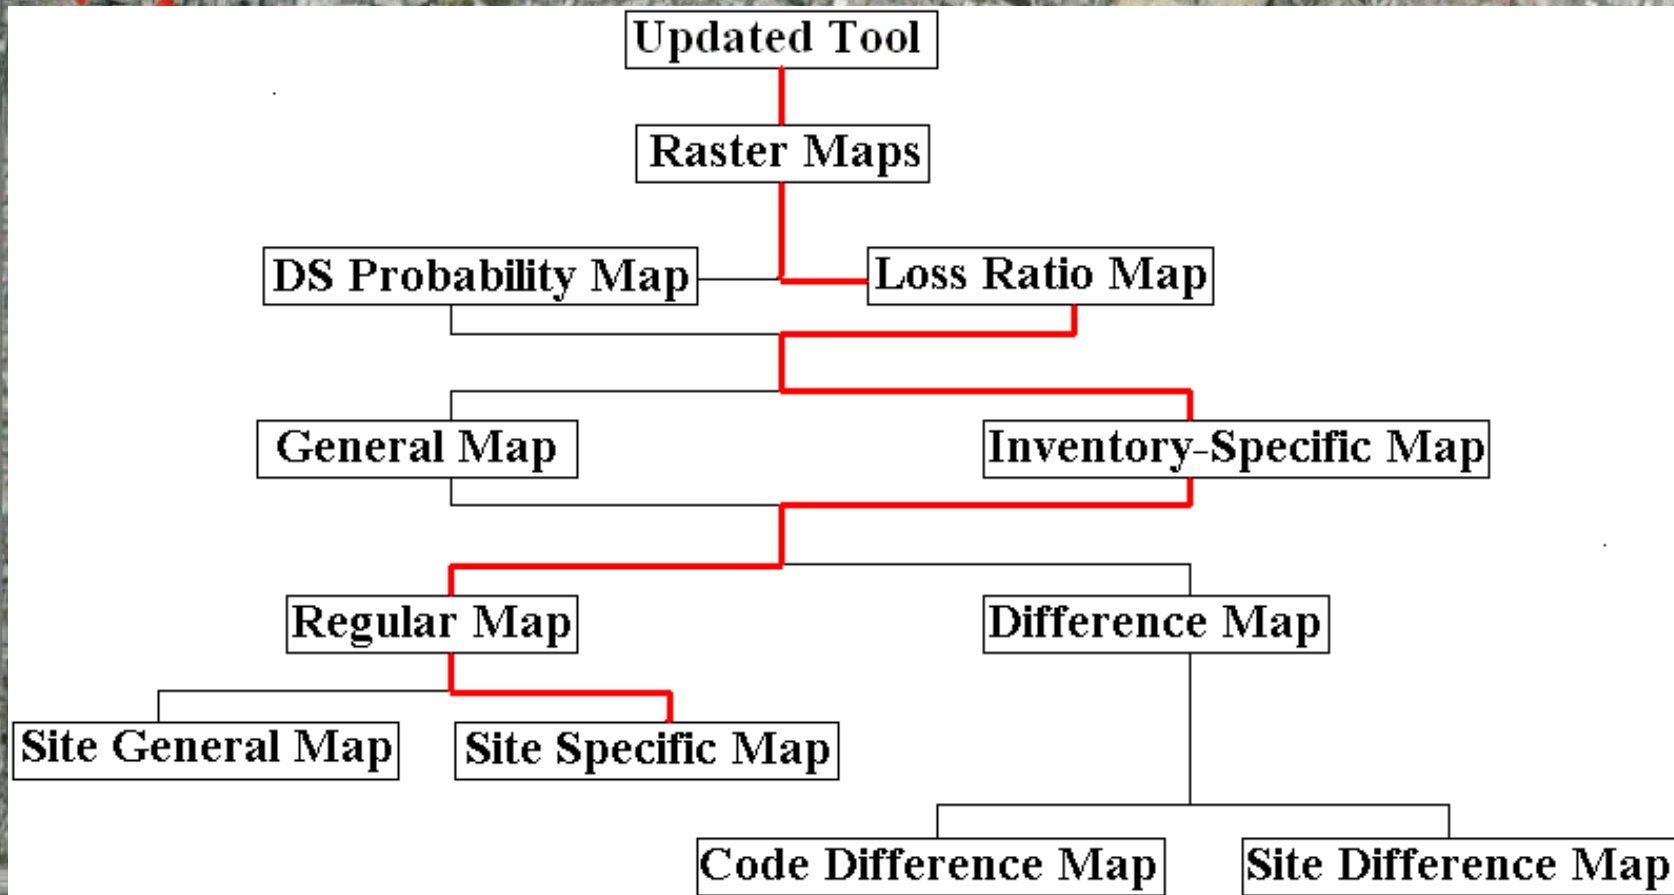 Updated Tool
Raster Maps
DS Probability Map
Loss Ratio Map
General Map
Inventory-Specific Map
Regular Map
Difference Map
Site General Map
Site Specific Map
Code Difference Map
Site Difference Map